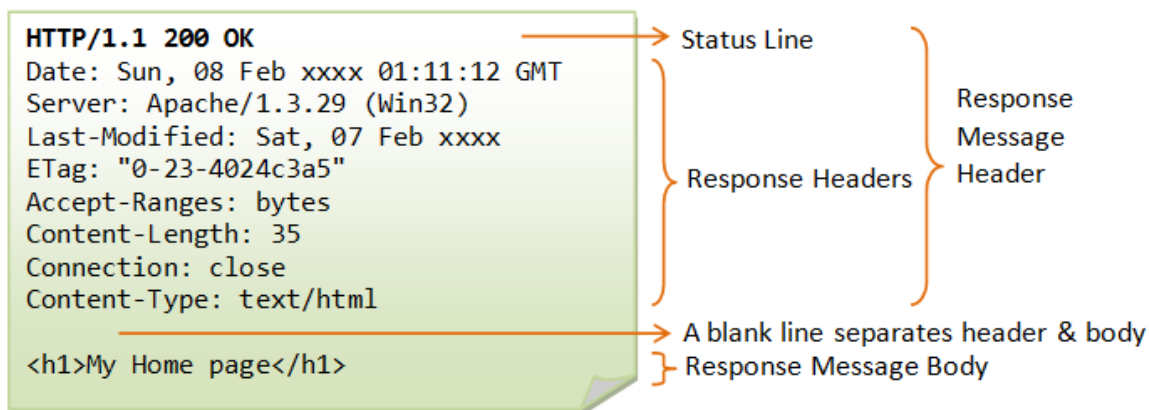 HTTP/1.1 200 OK
Date: Sun, 08 Feb xxxx 01:11:12 GMT
Server: Apache/1.3.29 (Win32)
Last-Modified: Sat, 07 Feb xxxx
ETag: "0-23-4024c3a5"
Accept-Ranges: bytes
Content-Length: 35
Connection: close
Content-Type: text/html
<h1>My Home page</h1>
Status Line
Response Headers
A blank line separates header & body
Response Message Body
Response
Message
Header